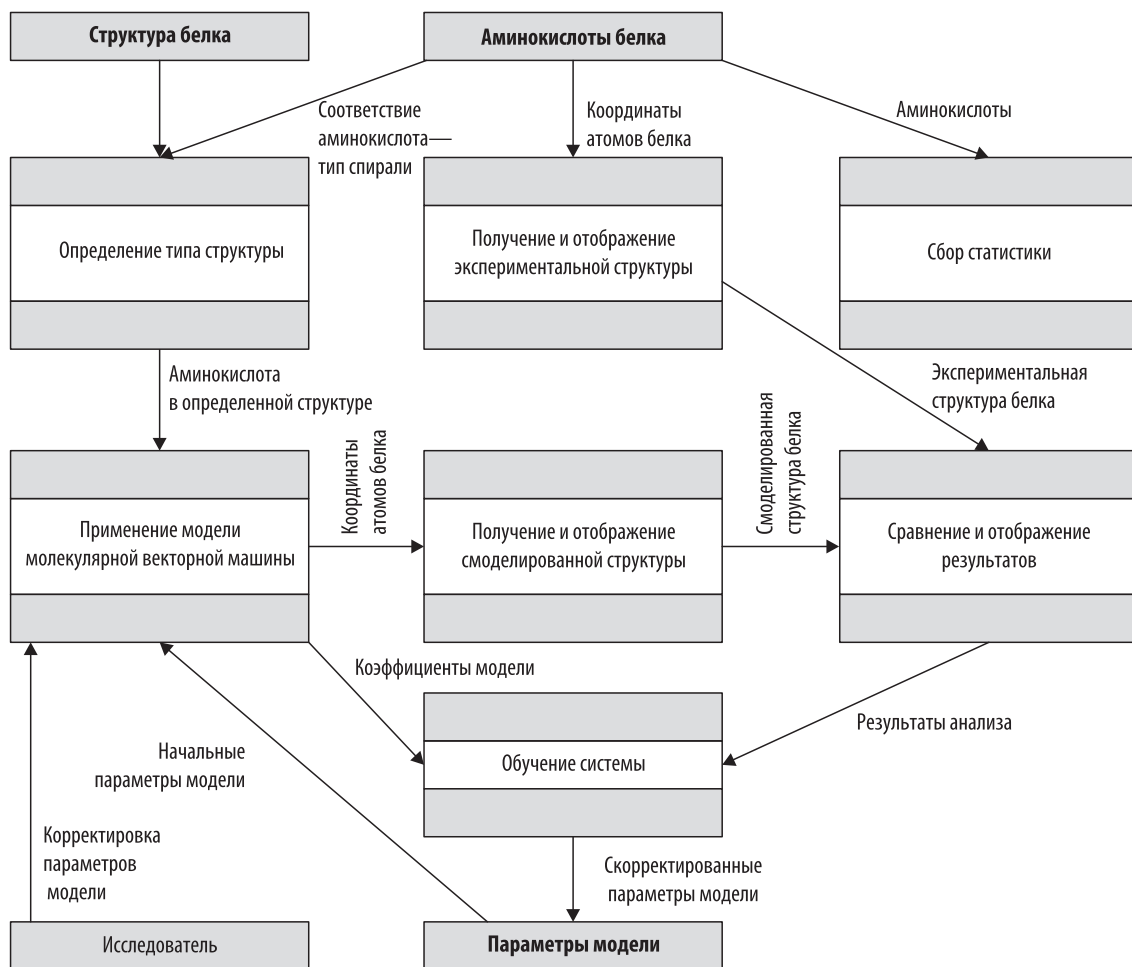 Структура белка
Аминокислоты белка
Соответствие
аминокислота—
тип спирали
Координаты
атомов белка
Аминокислоты
Определение типа структуры
Получение и отображение
экспериментальной структуры
Сбор статистики
Аминокислота
в определенной структуре
Экспериментальная
структура белка
Координаты
атомов белка
Смоделированная
структура белка
Применение модели
молекулярной векторной машины
Получение и отображение
смоделированной структуры
Сравнение и отображение
результатов
Коэффициенты модели
Результаты анализа
Начальные
параметры модели
Обучение системы
Корректировка
параметров
модели
Скорректированные
параметры модели
Исследователь
Параметры модели